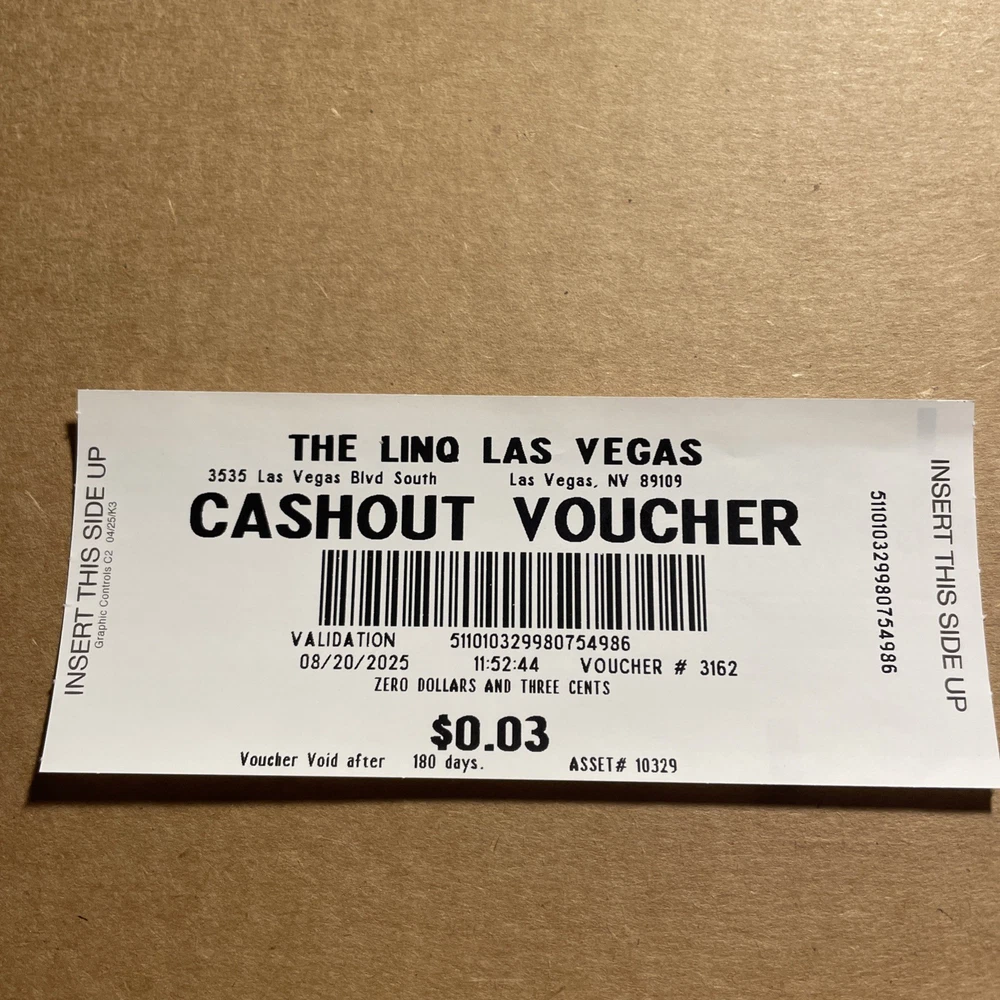 THE LINQ LAS VEGAS
3535 Las Vegas Blvd South Las Vegas, NV 89109
CASHOUT VOUCHER
VALIDATION 511010329980754986
08/20/2025 11:52:44 VOUCHER # 3162
ZERO DOLLARS AND THREE CENTS
$0.03
Voucher Void after 180 days. ASSET# 10329
INSERT THIS SIDE UP
Graphic Controls C2 04/25/K3
511010329980754986
INSERT THIS SIDE UP